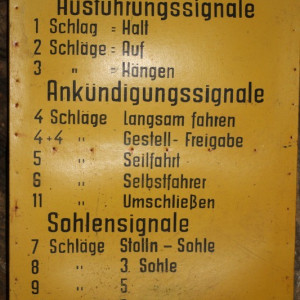 Ausführungssignale
1 Schlag = Halt
2 Schläge = Auf
3 " = Hängen
Ankündigungssignale
4 Schläge Langsam fahren
4+4 " Gestell-Freigabe
5 " Seilfahrt
6 " Selbstfahrer
11 " Umschließen
Sohlensignale
7 Schläge Stolln - Sohle
8 " 3. Sohle
9 " 5.